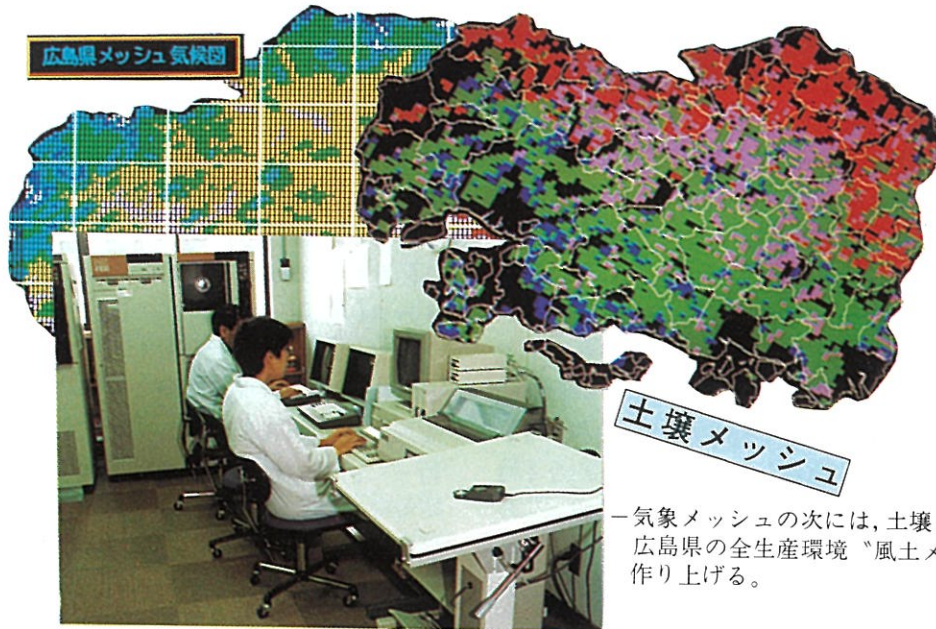 広島県メッシュ気候図
土壌メッシュ
－気象メッシュの次には，土壌
広島県の全生産環境〝風土メ
作り上げる。